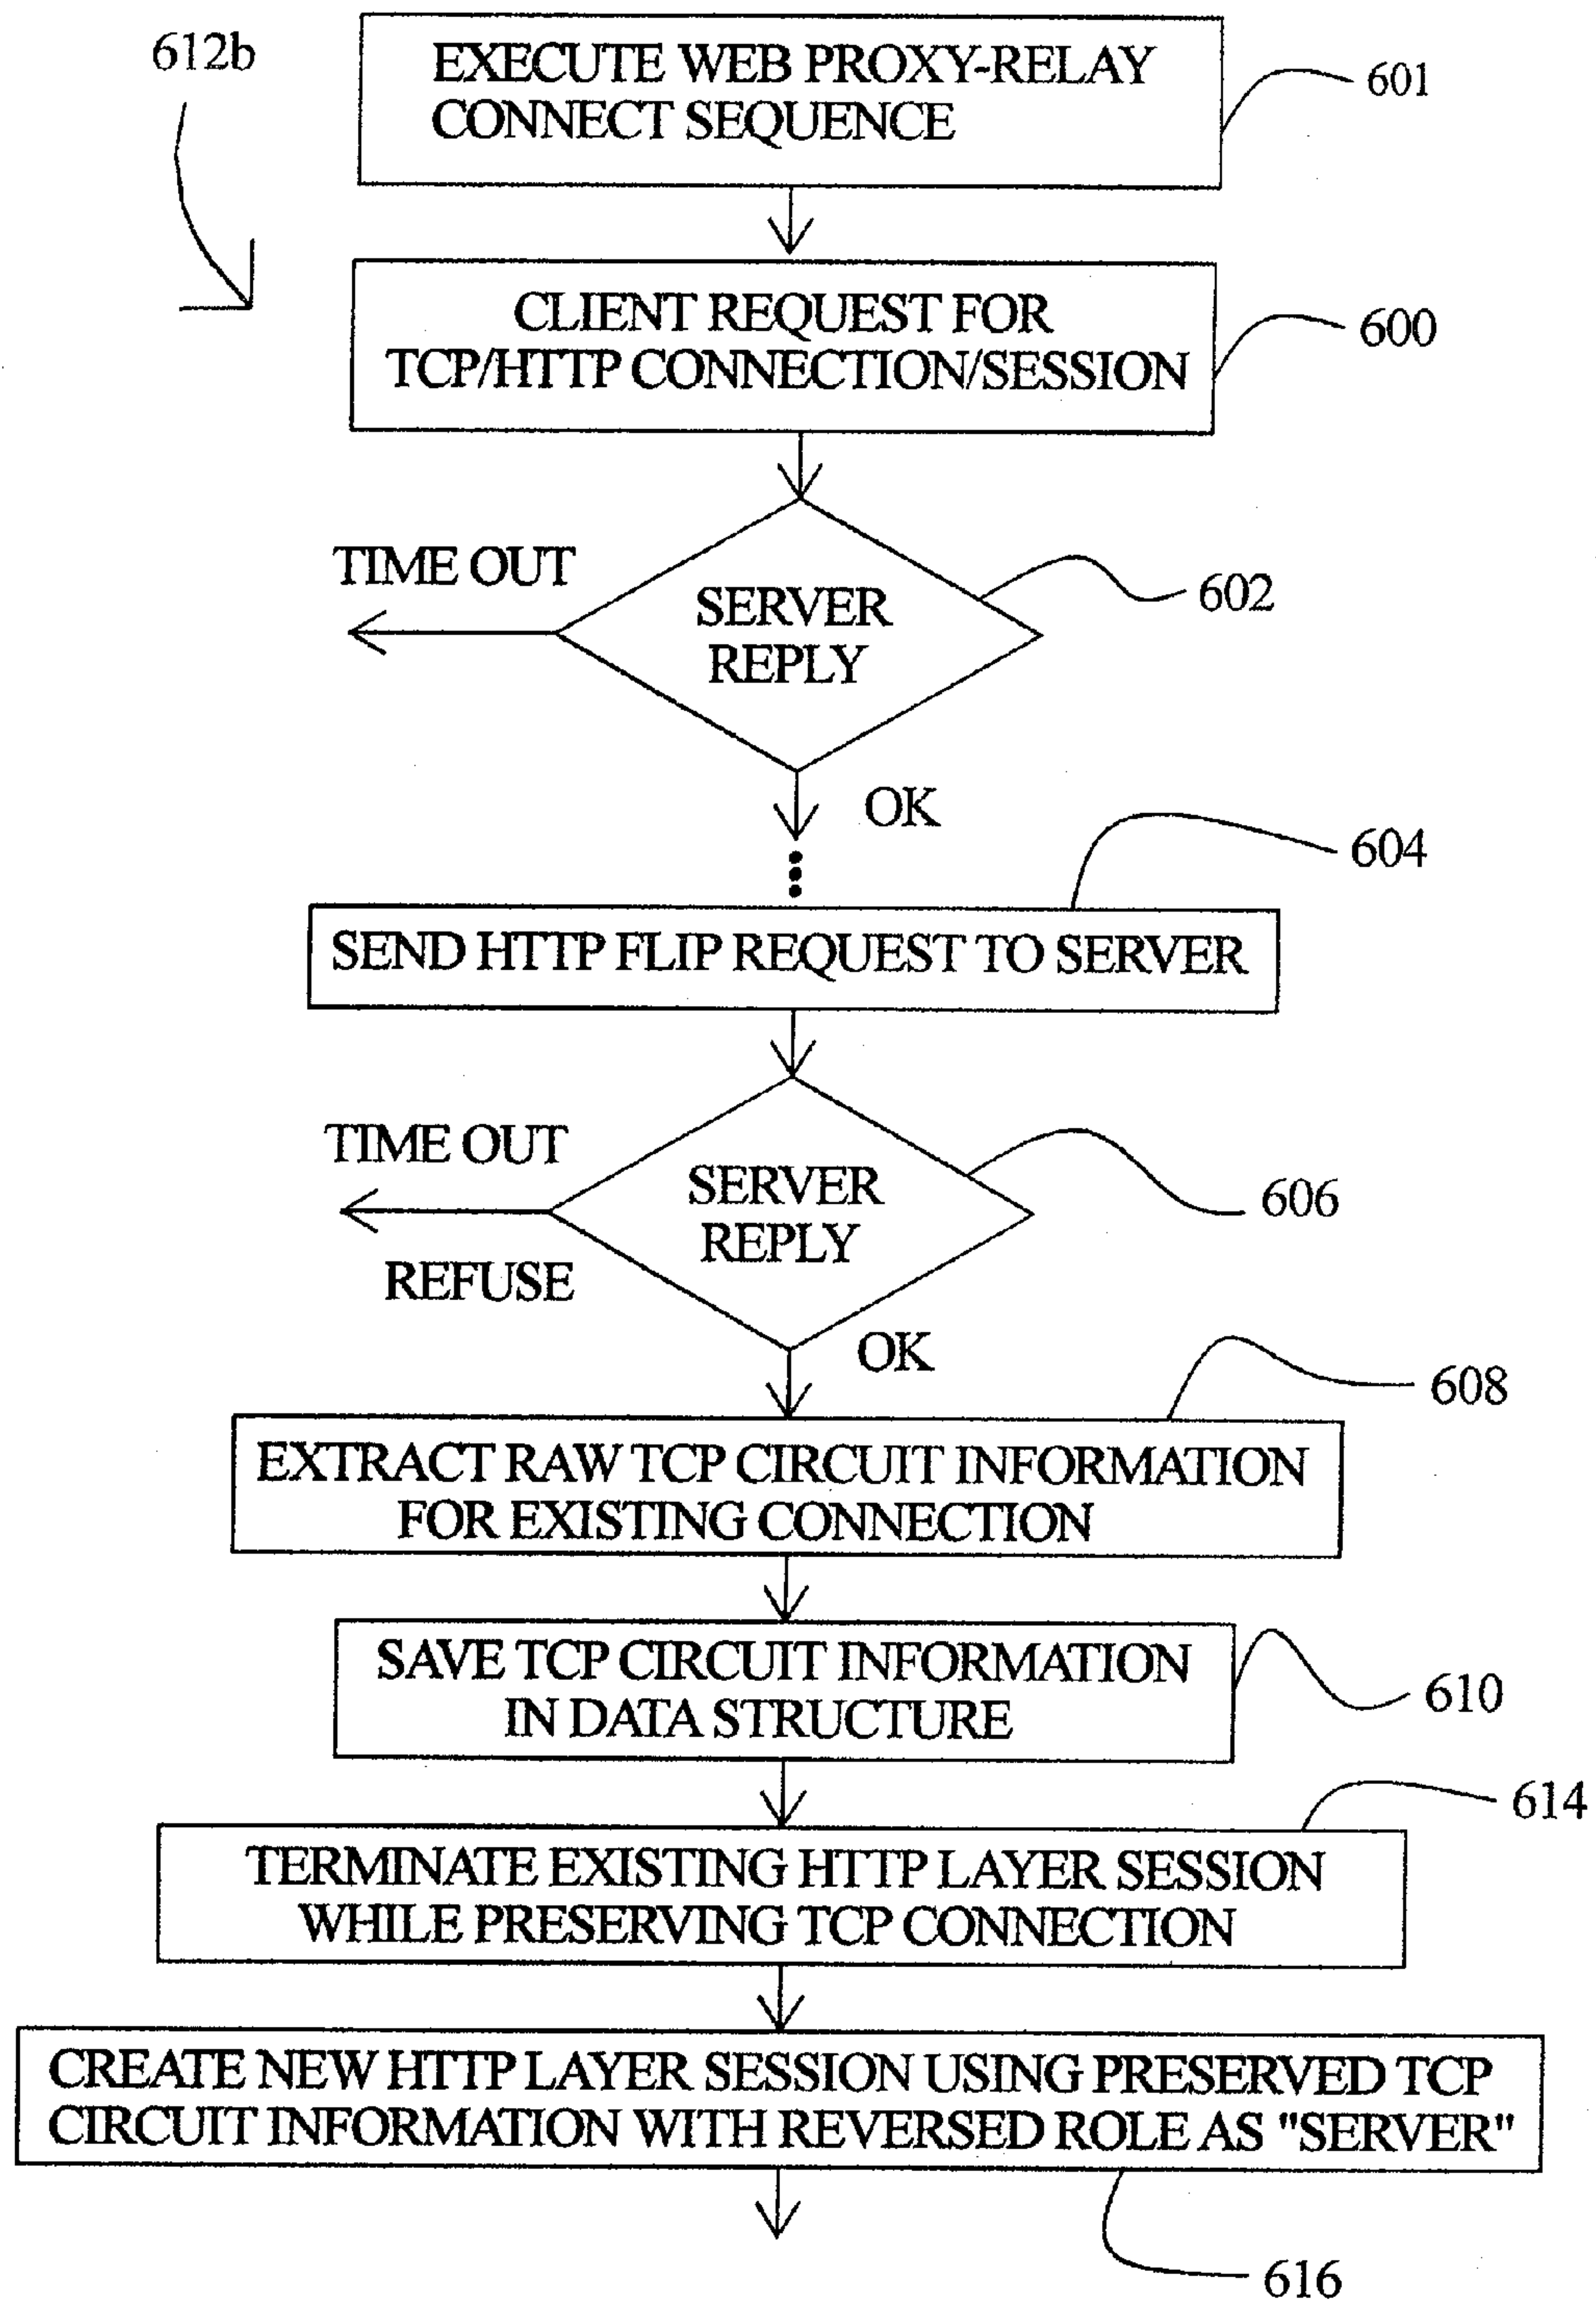 612b
EXECUTE WEB PROXY-RELAY
CONNECT SEQUENCE
601
CLIENT REQUEST FOR
TCP/HTTP CONNECTION/SESSION
600
TIME OUT
SERVER
REPLY
602
OK
604
SEND HTTP FLIP REQUEST TO SERVER
TIME OUT
SERVER
REPLY
606
REFUSE
OK
608
EXTRACT RAW TCP CIRCUIT INFORMATION
FOR EXISTING CONNECTION
SAVE TCP CIRCUIT INFORMATION
IN DATA STRUCTURE
610
614
TERMINATE EXISTING HTTP LAYER SESSION
WHILE PRESERVING TCP CONNECTION
CREATE NEW HTTP LAYER SESSION USING PRESERVED TCP
CIRCUIT INFORMATION WITH REVERSED ROLE AS "SERVER"
616